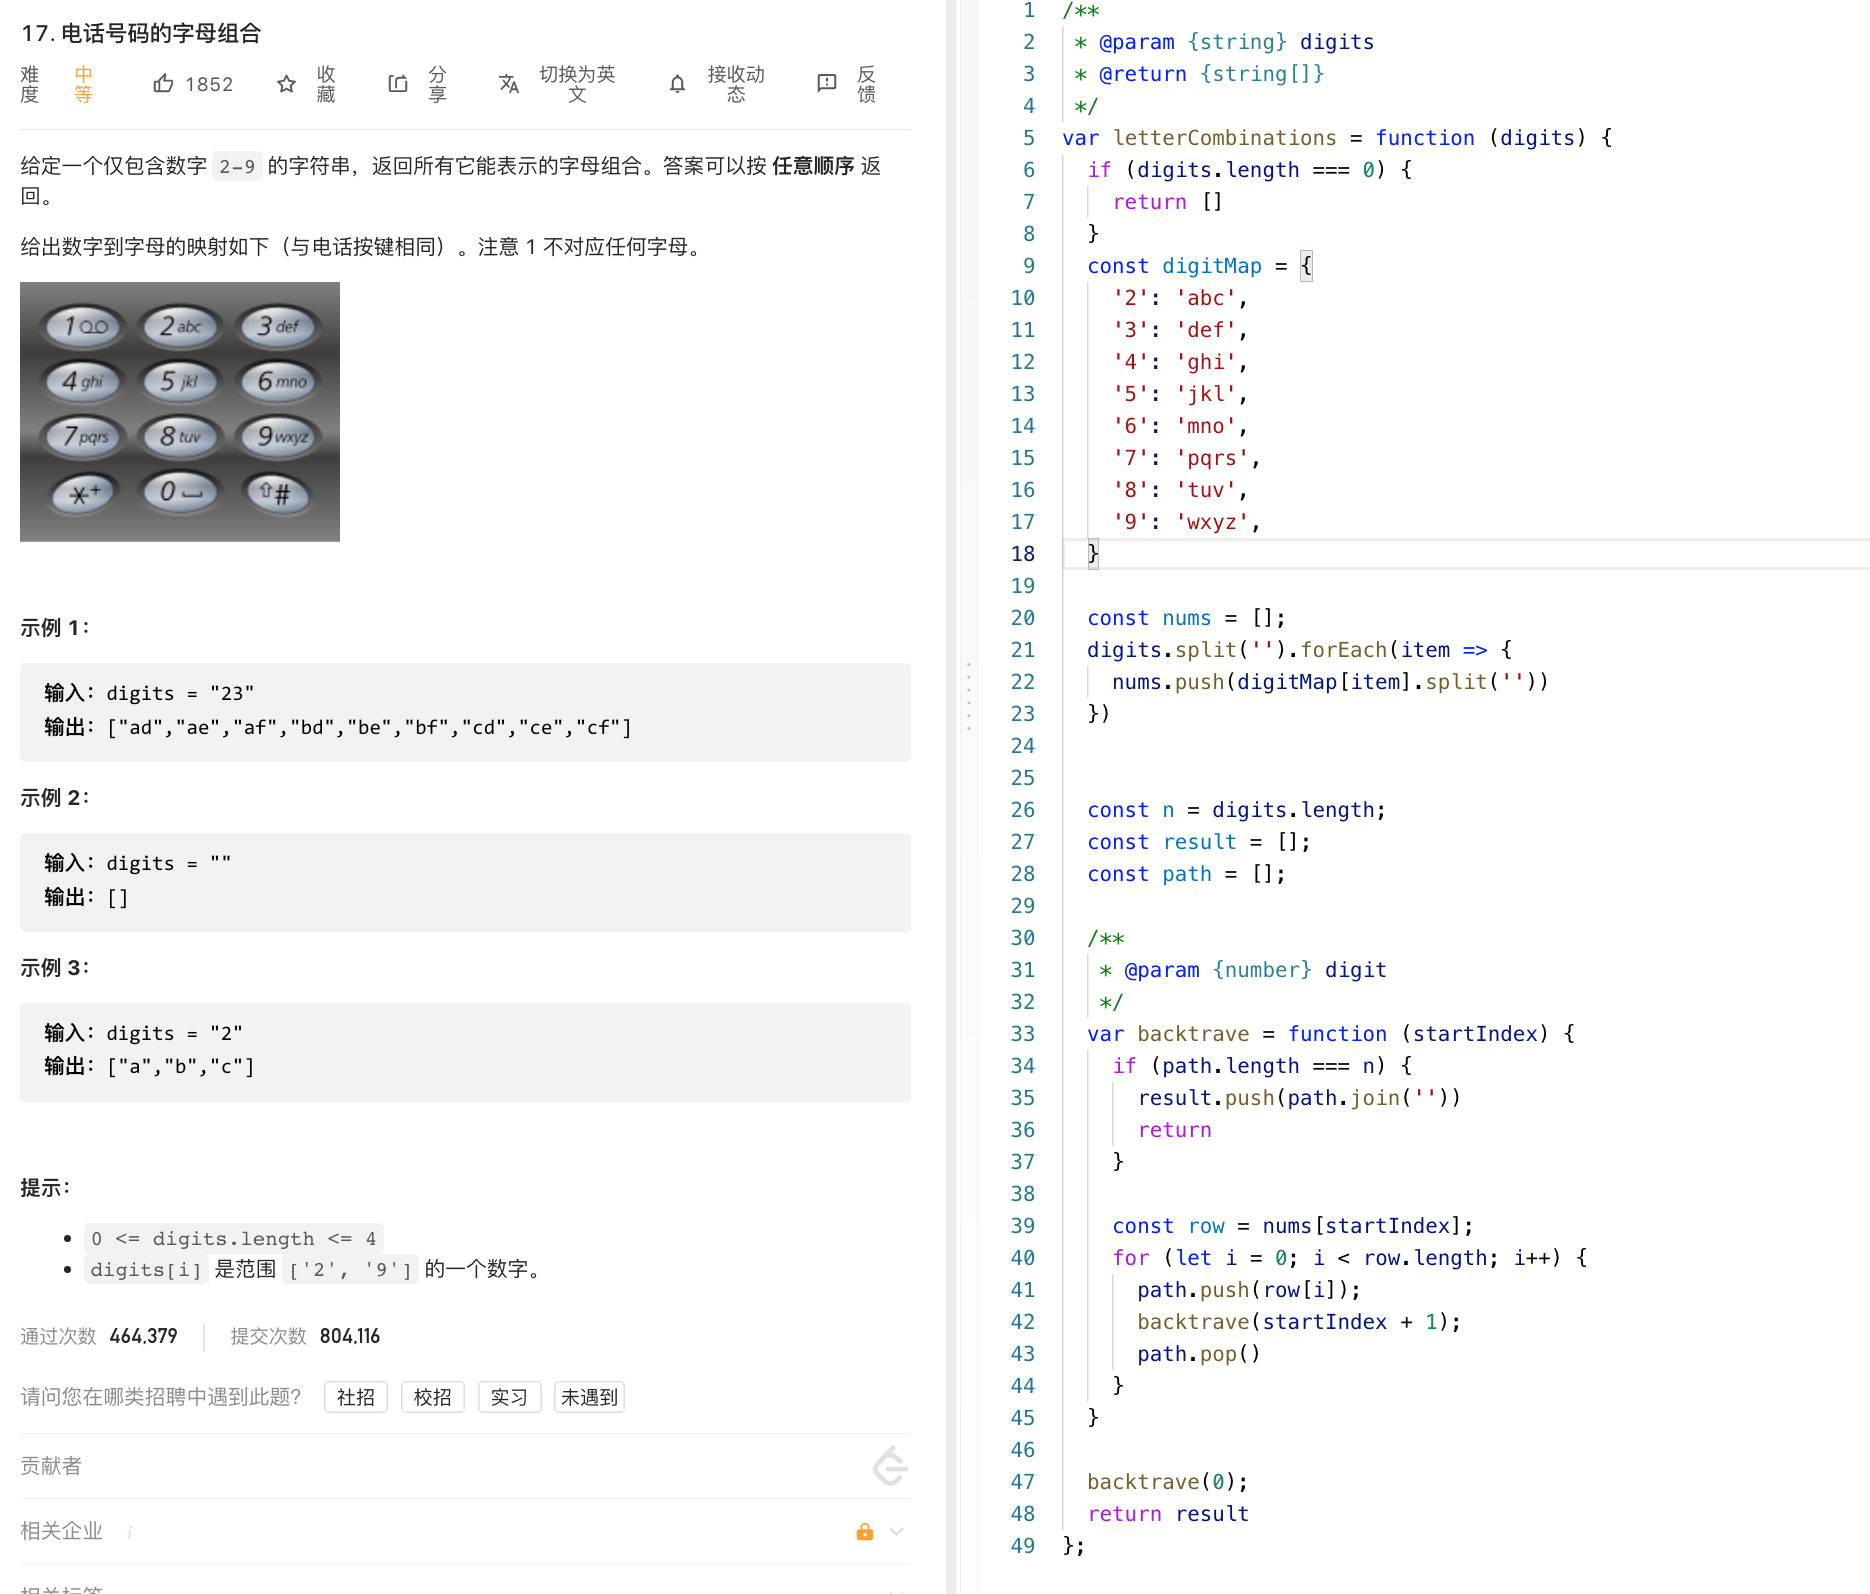 17. 电话号码的字母组合
难度 中等 1852 收藏 分享 切换为英文 接收动态 反馈
给定一个仅包含数字 2-9 的字符串，返回所有它能表示的字母组合。答案可以按 任意顺序 返
回。
给出数字到字母的映射如下（与电话按键相同）。注意 1 不对应任何字母。
1 2 abc 3 def
4 ghi 5 jkl 6 mno
7 pqrs 8 tuv 9 wxyz
*+ 0 #
示例 1：
输入：digits = "23"
输出：["ad","ae","af","bd","be","bf","cd","ce","cf"]
示例 2：
输入：digits = ""
输出：[]
示例 3：
输入：digits = "2"
输出：["a","b","c"]
提示：
0 <= digits.length <= 4
digits[i] 是范围 ['2', '9'] 的一个数字。
通过次数 464,379 提交次数 804,116
请问您在哪类招聘中遇到此题？ 社招 校招 实习 未遇到
贡献者
相关企业 i
相关标签
1 /**
2 * @param {string} digits
3 * @return {string[]}
4 */
5 var letterCombinations = function (digits) {
6 if (digits.length === 0) {
7 return []
8 }
9 const digitMap = {
10 '2': 'abc',
11 '3': 'def',
12 '4': 'ghi',
13 '5': 'jkl',
14 '6': 'mno',
15 '7': 'pqrs',
16 '8': 'tuv',
17 '9': 'wxyz',
18 }
19
20 const nums = [];
21 digits.split('').forEach(item => {
22 nums.push(digitMap[item].split(''))
23 })
24
25
26 const n = digits.length;
27 const result = [];
28 const path = [];
29
30 /**
31 * @param {number} digit
32 */
33 var backtrave = function (startIndex) {
34 if (path.length === n) {
35 result.push(path.join(''))
36 return
37 }
38
39 const row = nums[startIndex];
40 for (let i = 0; i < row.length; i++) {
41 path.push(row[i]);
42 backtrave(startIndex + 1);
43 path.pop()
44 }
45 }
46
47 backtrave(0);
48 return result
49 };